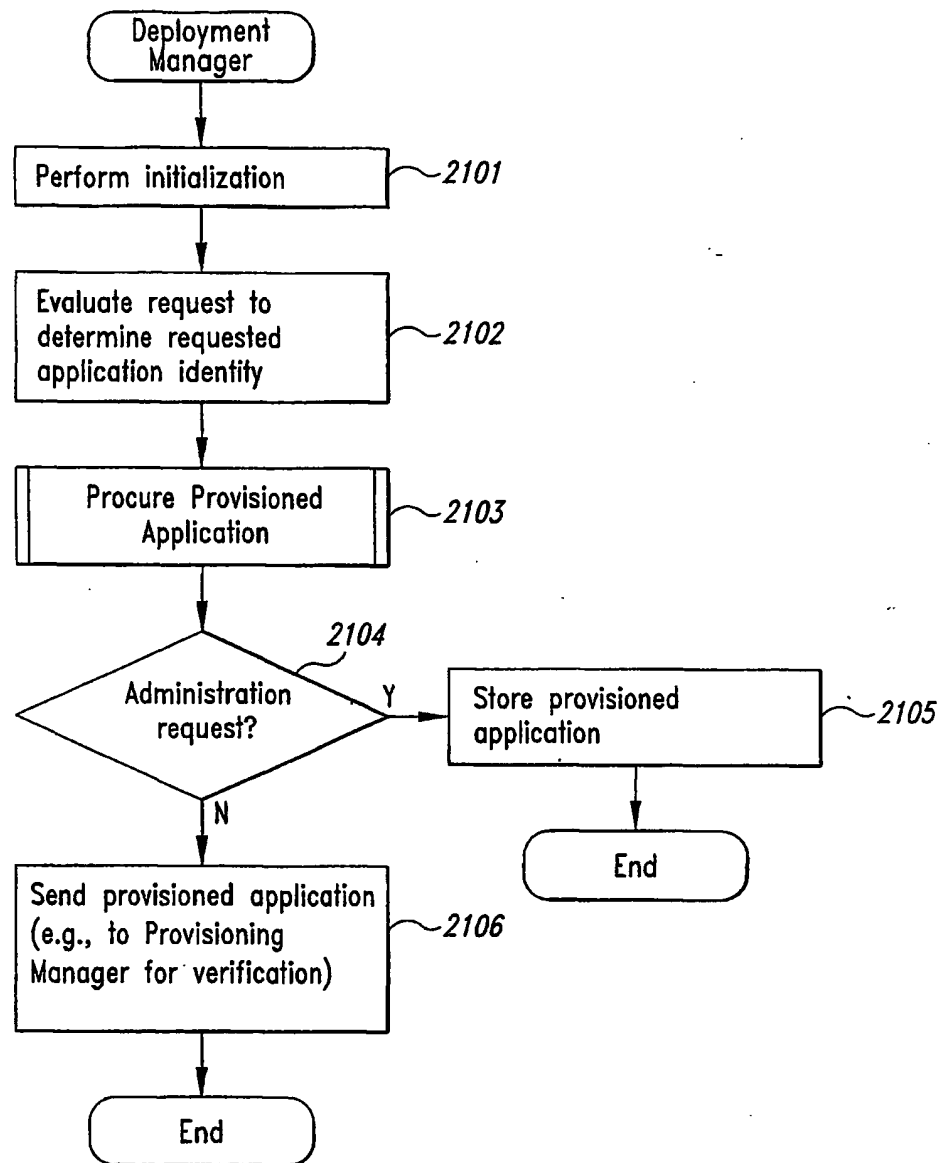 Deployment
Manager
Perform initialization
2101
Evaluate request to
determine requested
application identity
2102
Procure Provisioned
Application
2103
2104
Administration
request?
Y
N
Store provisioned
application
2105
End
Send provisioned application
(e.g., to Provisioning
Manager for verification)
2106
End